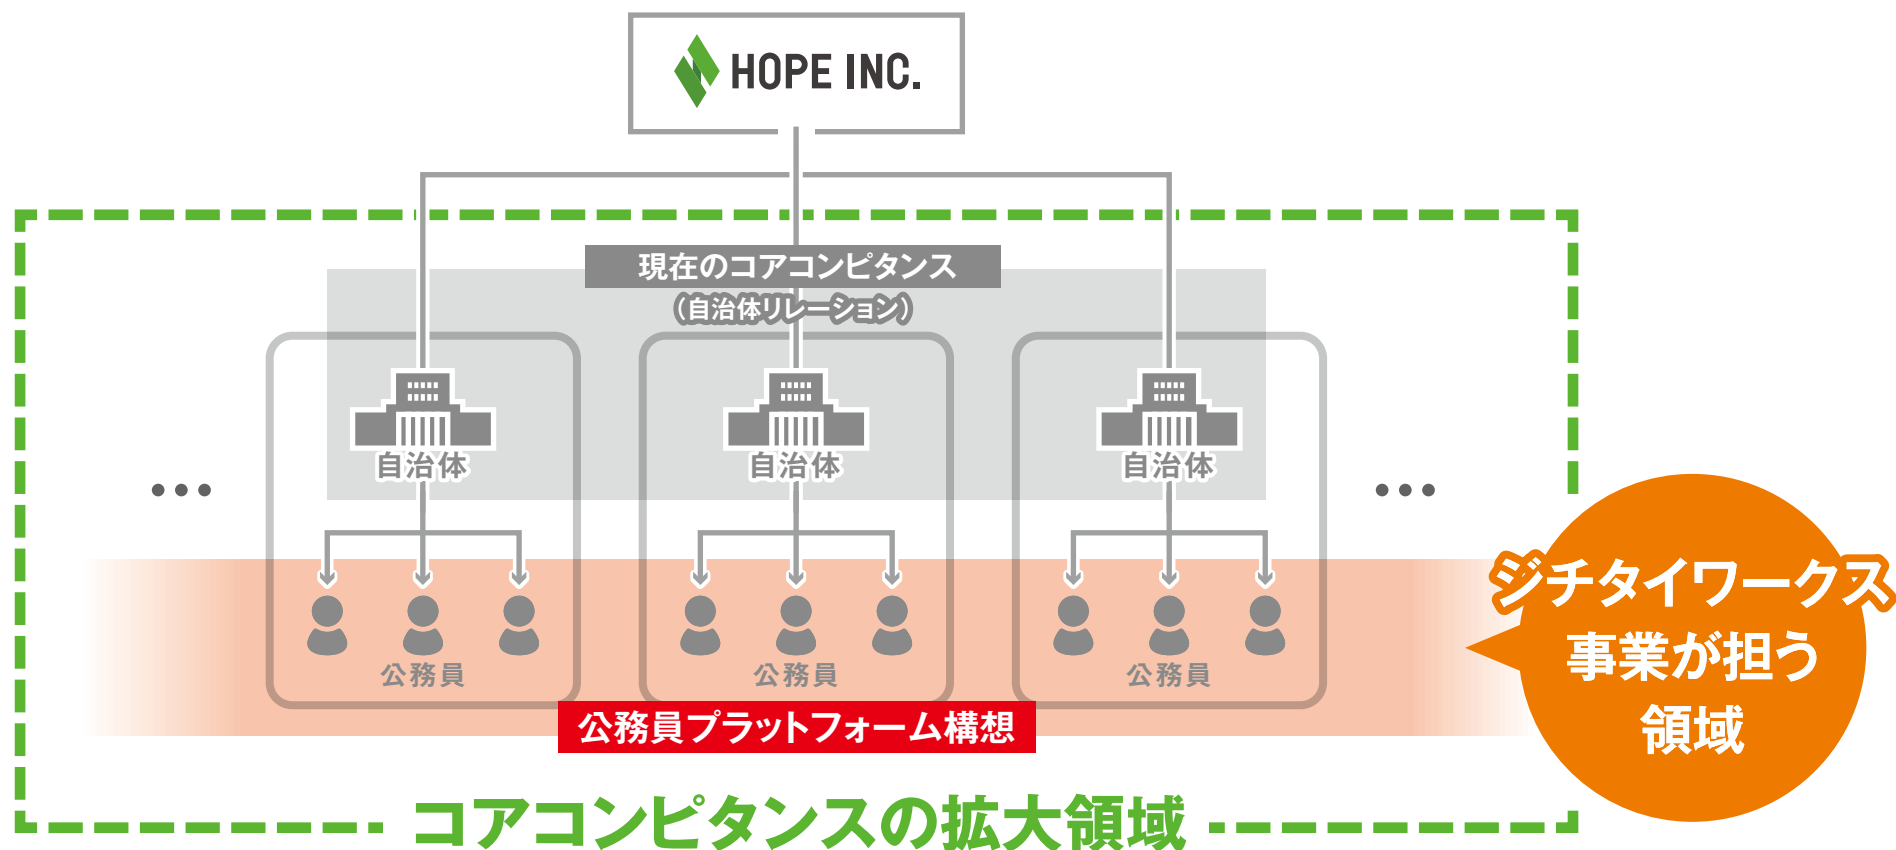 HOPE INC.
現在のコアコンピタンス
(自治体リレーション)
自治体
自治体
自治体
公務員
公務員
公務員
ジチタイワークス
事業が担う
領域
公務員プラットフォーム構想
コアコンピタンスの拡大領域